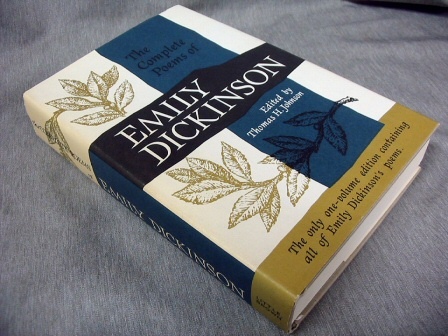 The Complete
Poems of
EMILY
DICKINSON
Edited by
Thomas H. Johnson
The only one-volume edition containing
all of Emily Dickinson's poems.
EMILY DICKINSON